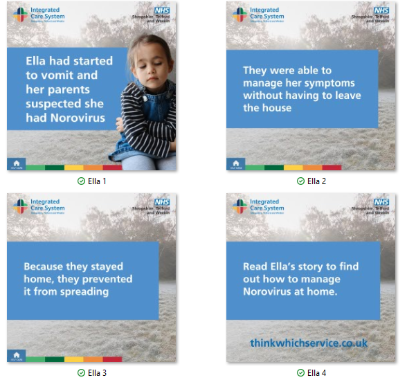 Integrated
Care System
NHS
Shropshire, Telford
and Wrekin
Ella had started
to vomit and
her parents
suspected she
had Norovirus
Ella 1
Integrated
Care System
NHS
Shropshire, Telford
and Wrekin
They were able to
manage her symptoms
without having to leave
the house
Ella 2
Integrated
Care System
NHS
Shropshire, Telford
and Wrekin
Because they stayed
home, they prevented
it from spreading
Ella 3
Integrated
Care System
NHS
Shropshire, Telford
and Wrekin
Read Ella's story to find
out how to manage
Norovirus at home.
thinkwhichservice.co.uk
Ella 4